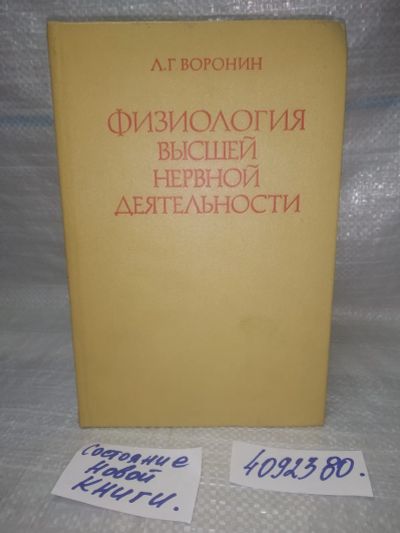 Л.Г. ВОРОНИН
ФИЗИОЛОГИЯ
ВЫСШЕЙ
НЕРВНОЙ
ДЕЯТЕЛЬНОСТИ
Состояние
новой
книги.
4092380.